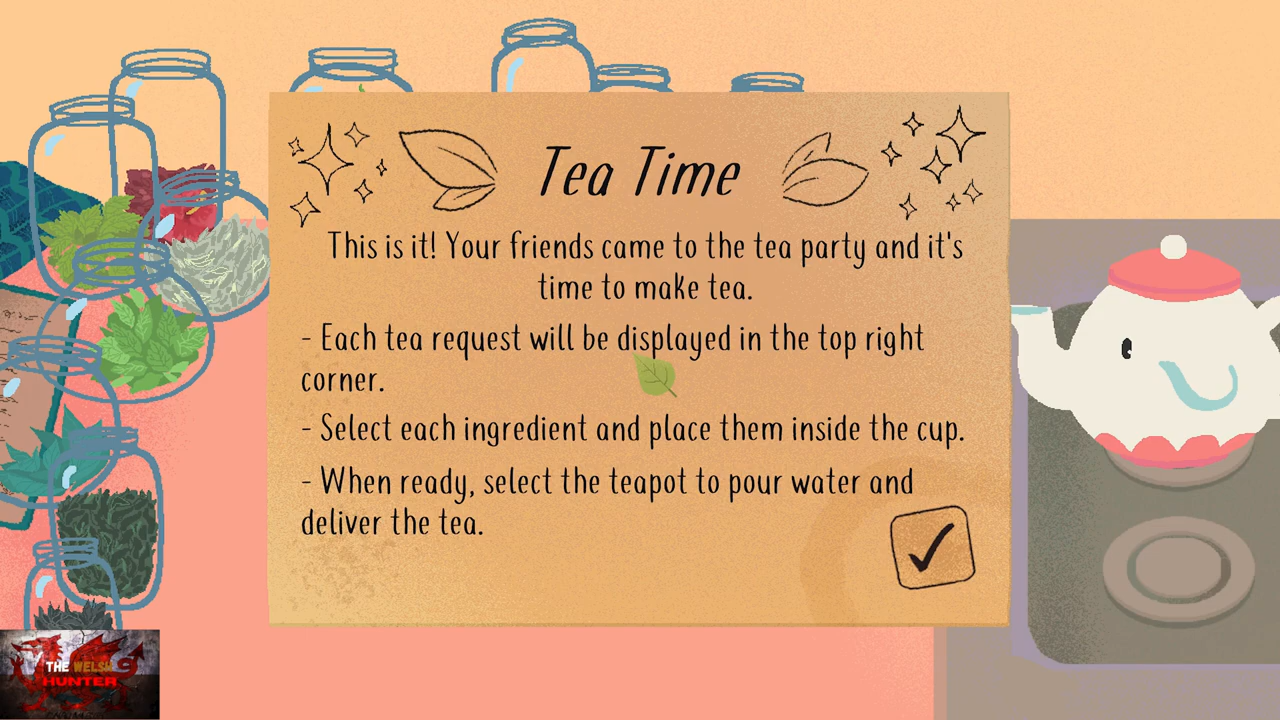 Tea Time
This is it! Your friends came to the tea party and it's
time to make tea.
- Each tea request will be displayed in the top right
corner.
- Select each ingredient and place them inside the cup.
- When ready, select the teapot to pour water and
deliver the tea.
THE WELSH
HUNTER